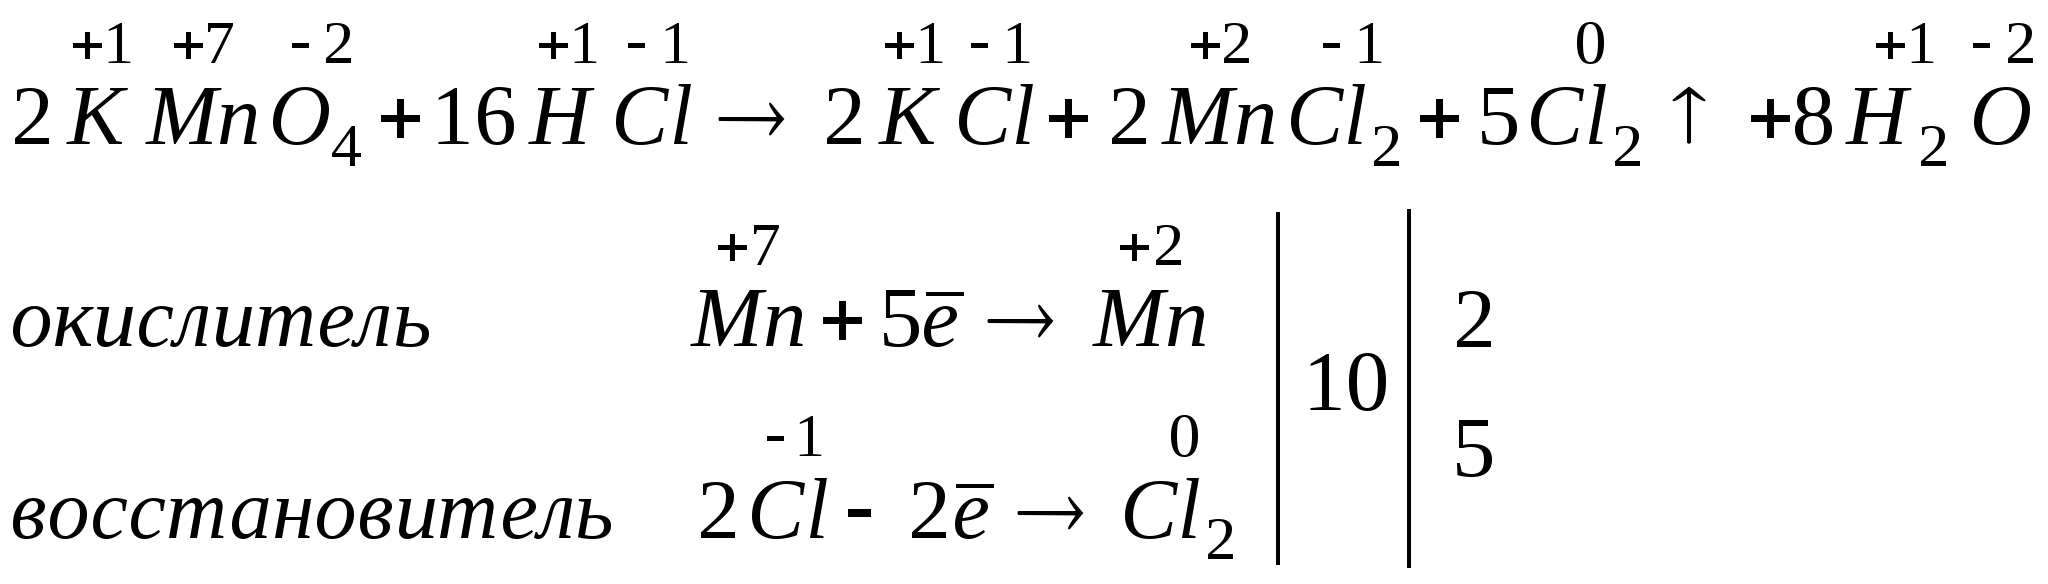 +1 +7 -2 +1 -1 +1 -1 +2 -1 0 +1 -2
2KMnO₄+16HCl→2KCl+2MnCl₂+5Cl₂↑+8H₂O
+7 +2
окислитель Mn+5e̅→Mn 2
10
-1 0 5
восстановитель 2Cl-2e̅→Cl₂